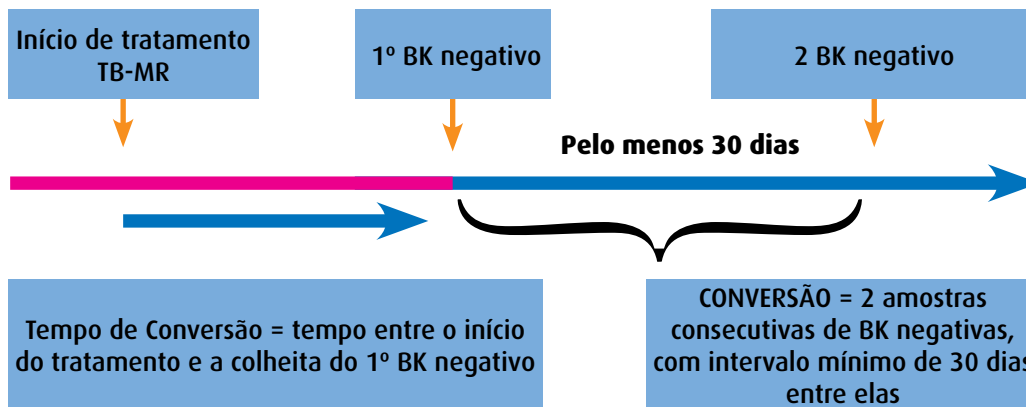 Início de tratamento
TB-MR
1º BK negativo
2 BK negativo
Pelo menos 30 dias
Tempo de Conversão = tempo entre o início
do tratamento e a colheita do 1º BK negativo
CONVERSÃO = 2 amostras
consecutivas de BK negativas,
com intervalo mínimo de 30 dias
entre elas